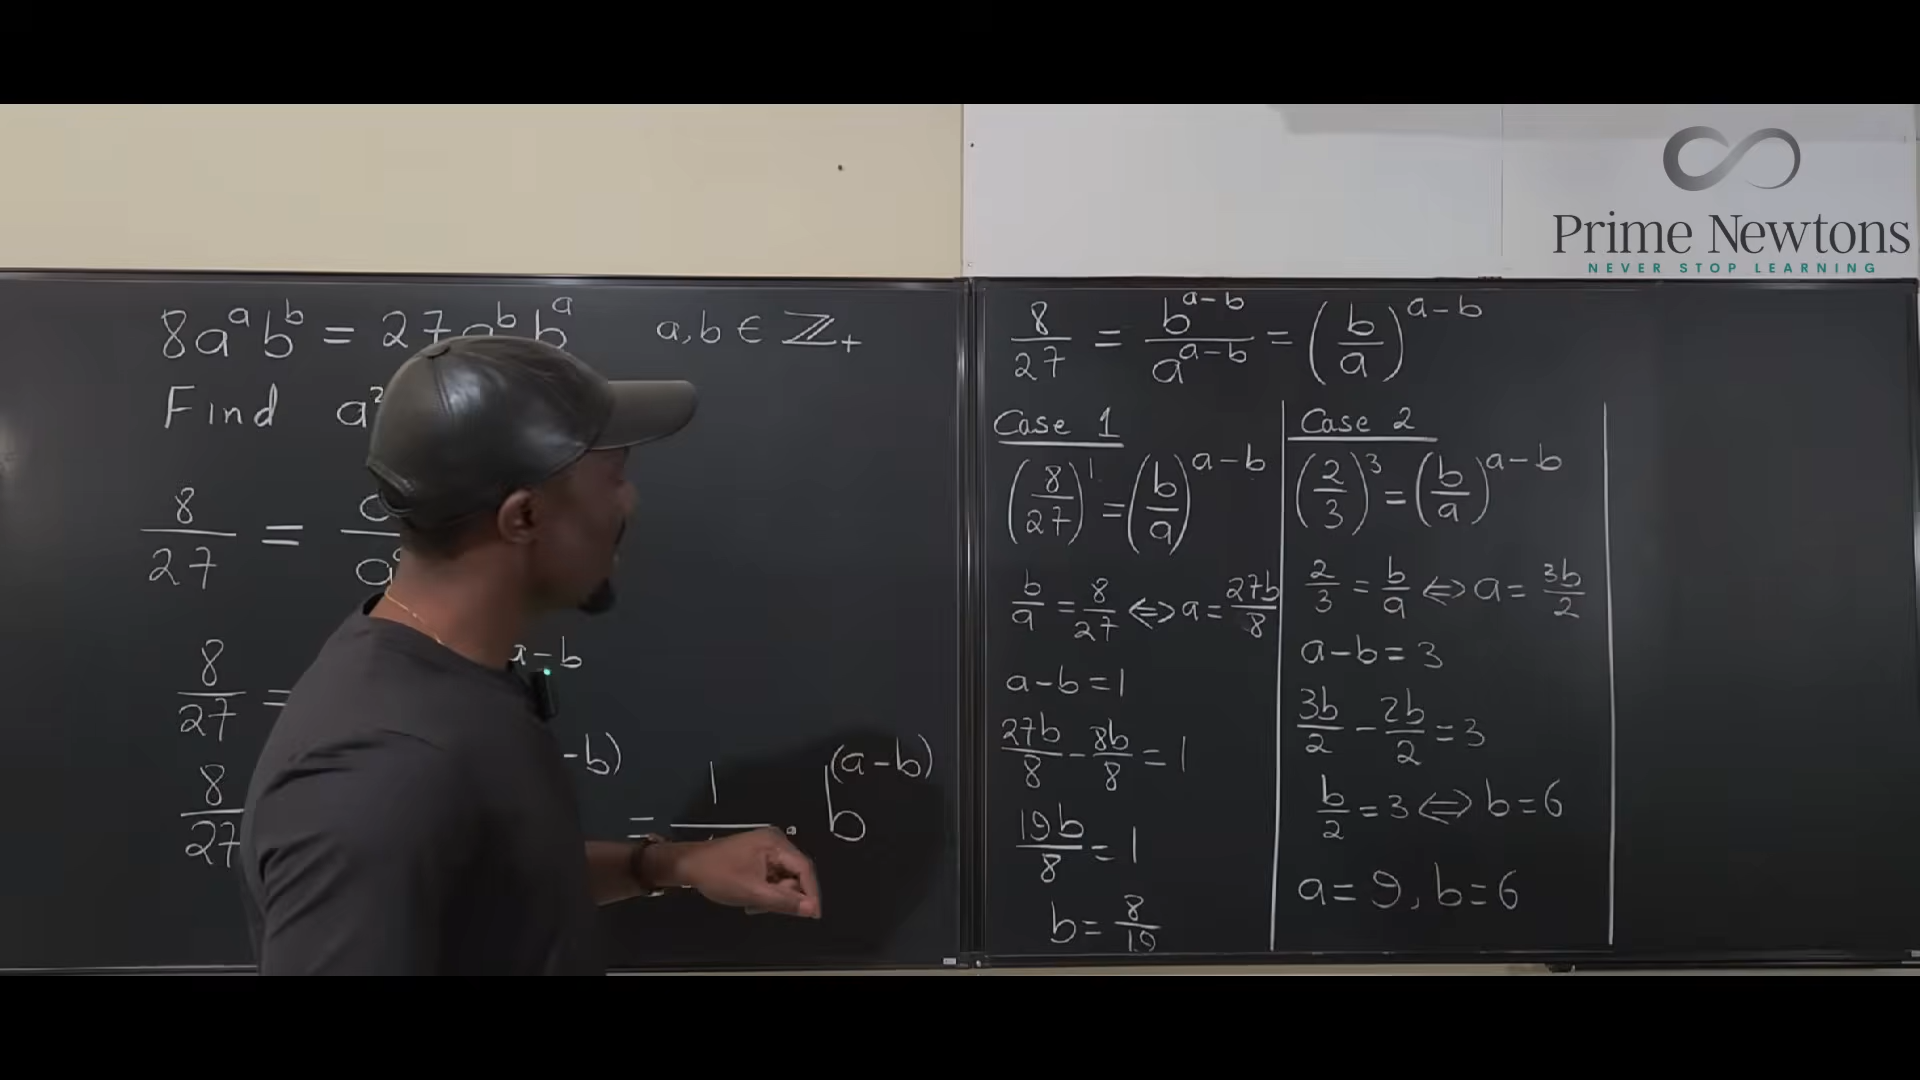 Prime Newtons
NEVER STOP LEARNING
8a^a b^b = 27a^b b^a a, b ∈ ℤ₊
Find a²
8/27 =
8/27 = a-b
8/27 -b) = 1 . b^(a-b)
8/27 = b^(a-b)/a^(a-b) = (b/a)^(a-b)
Case 1
(8/27)^1 = (b/a)^(a-b)
b/a = 8/27 ⟺ a = 27b/8
a-b = 1
27b/8 - 8b/8 = 1
19b/8 = 1
b = 8/19
Case 2
(2/3)^3 = (b/a)^(a-b)
2/3 = b/a ⟺ a = 3b/2
a-b = 3
3b/2 - 2b/2 = 3
b/2 = 3 ⟺ b = 6
a = 9, b = 6